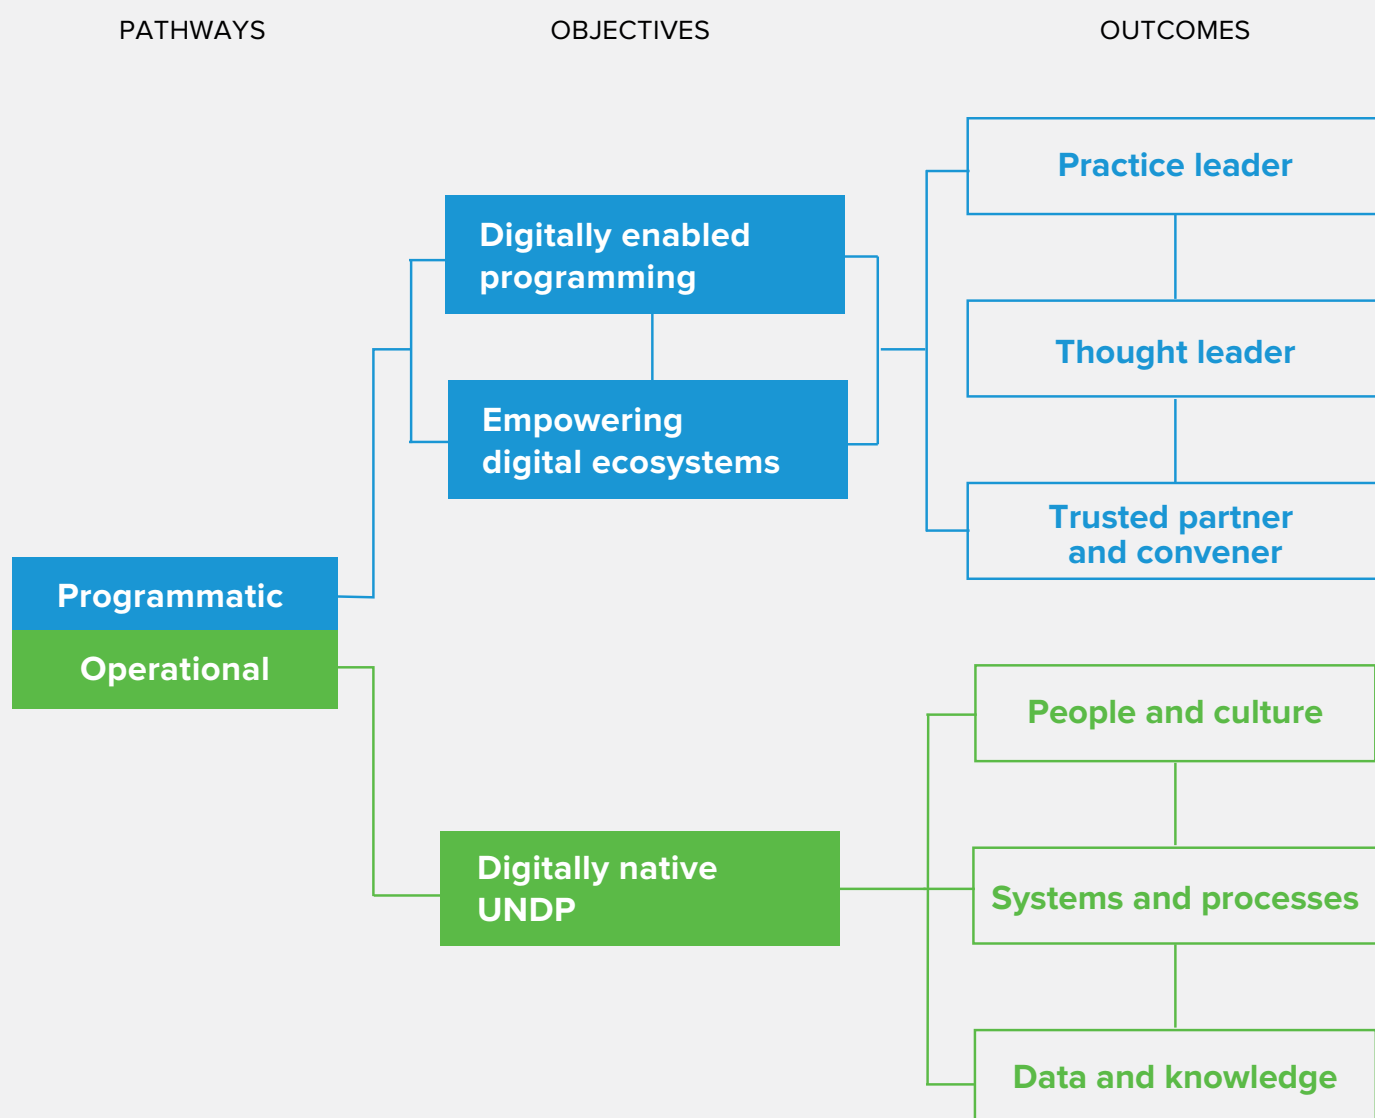 PATHWAYS
OBJECTIVES
OUTCOMES
Programmatic
Operational
Digitally enabled
programming
Empowering
digital ecosystems
Digitally native
UNDP
Practice leader
Thought leader
Trusted partner
and convener
People and culture
Systems and processes
Data and knowledge